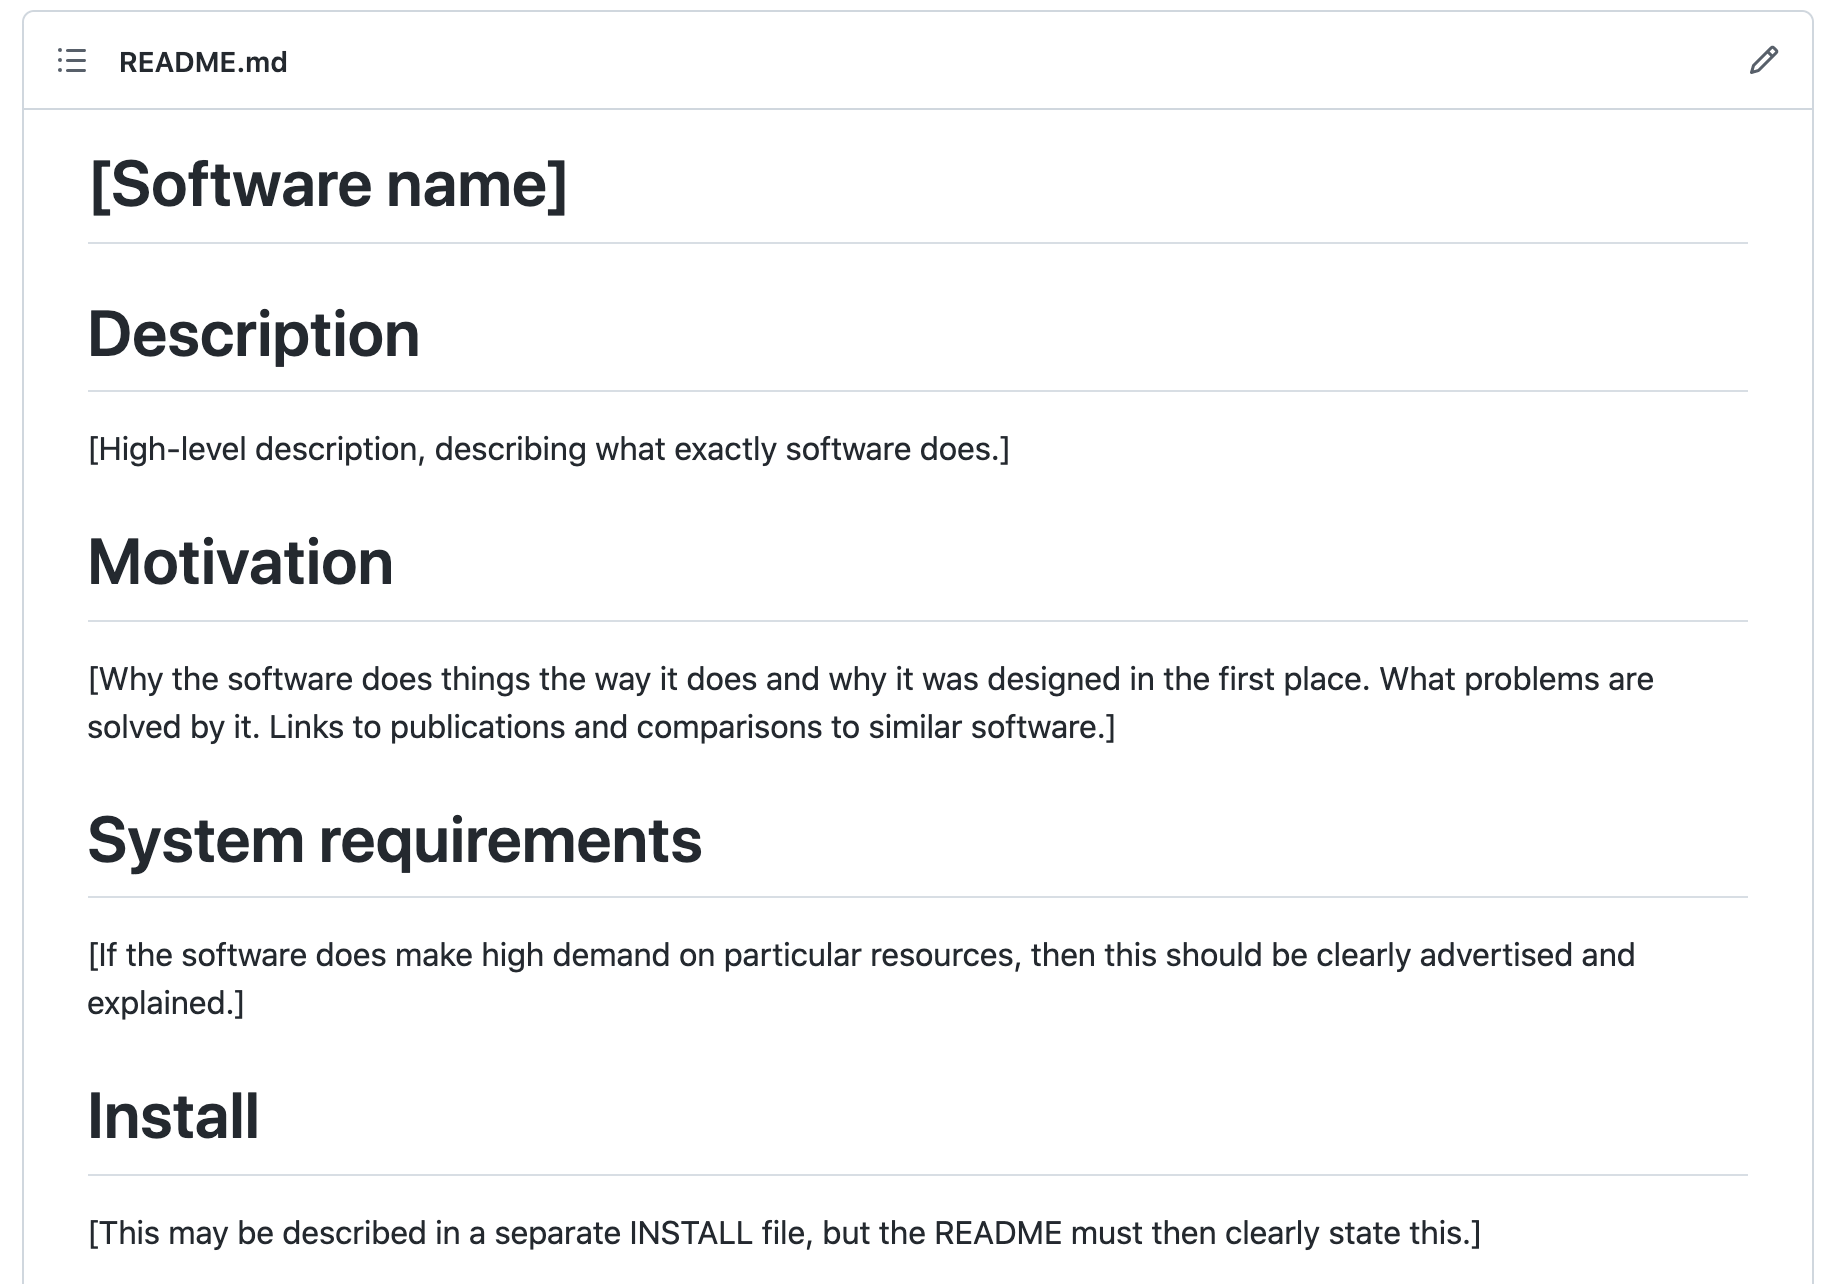 README.md
[Software name]
Description
[High-level description, describing what exactly software does.]
Motivation
[Why the software does things the way it does and why it was designed in the first place. What problems are
solved by it. Links to publications and comparisons to similar software.]
System requirements
[If the software does make high demand on particular resources, then this should be clearly advertised and
explained.]
Install
[This may be described in a separate INSTALL file, but the README must then clearly state this.]